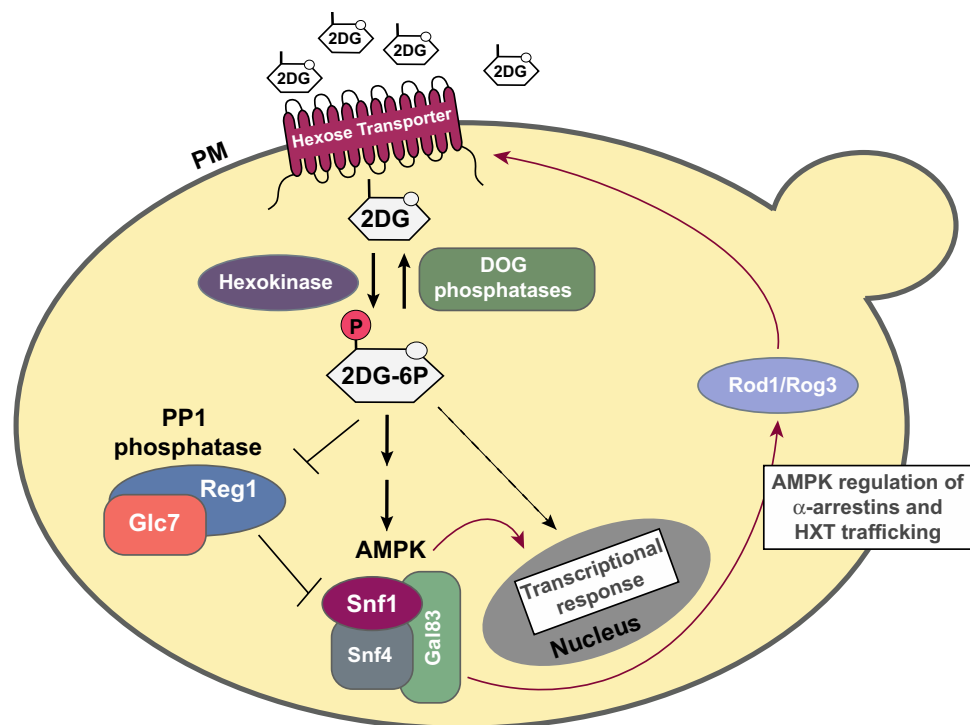 2DG
2DG
2DG
2DG
Hexose Transporter
PM
2DG
Hexokinase
DOG
phosphatases
P
2DG-6P
Rod1/Rog3
PP1
phosphatase
Reg1
Glc7
AMPK regulation of
α-arrestins and
HXT trafficking
AMPK
Snf1
Snf4
Gal83
Transcriptional
response
Nucleus